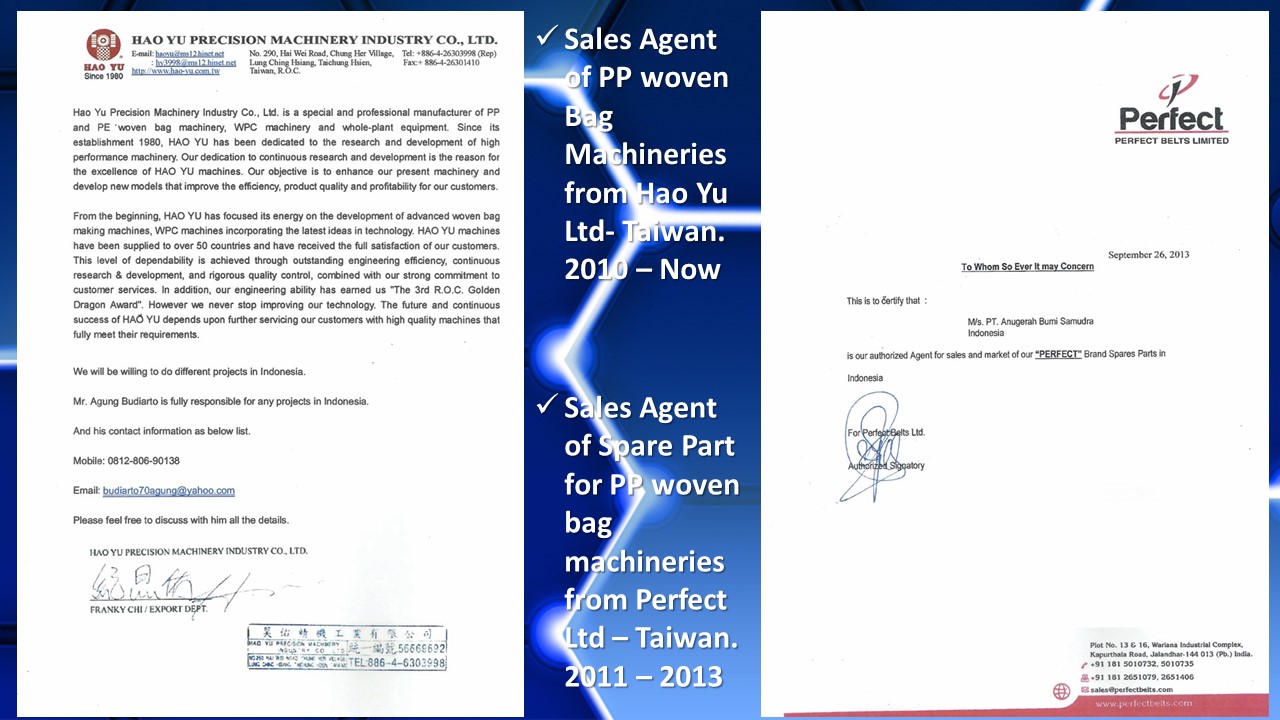 HAO YU PRECISION MACHINERY INDUSTRY CO., LTD.
HAO YU
Since 1980
E-mail: haoyu@ms12.hinet.net
: hy3998@ms12.hinet.net
http://www.hao-yu.com.tw
No. 290, Hai Wei Road, Chung Her Village,
Lung Ching Hsiang, Taichung Hsien,
Taiwan, R.O.C.
Tel: +886-4-26303998 (Rep)
Fax:+ 886-4-26301410
Hao Yu Precision Machinery Industry Co., Ltd. is a special and professional manufacturer of PP
and PE woven bag machinery, WPC machinery and whole-plant equipment. Since its
establishment 1980, HAO YU has been dedicated to the research and development of high
performance machinery. Our dedication to continuous research and development is the reason for
the excellence of HAO YU machines. Our objective is to enhance our present machinery and
develop new models that improve the efficiency, product quality and profitability for our customers.
From the beginning, HAO YU has focused its energy on the development of advanced woven bag
making machines, WPC machines incorporating the latest ideas in technology. HAO YU machines
have been supplied to over 50 countries and have received the full satisfaction of our customers.
This level of dependability is achieved through outstanding engineering efficiency, continuous
research & development, and rigorous quality control, combined with our strong commitment to
customer services. In addition, our engineering ability has earned us "The 3rd R.O.C. Golden
Dragon Award". However we never stop improving our technology. The future and continuous
success of HAO YU depends upon further servicing our customers with high quality machines that
fully meet their requirements.
We will be willing to do different projects in Indonesia.
Mr. Agung Budiarto is fully responsible for any projects in Indonesia.
And his contact information as below list.
Mobile: 0812-806-90138
Email: budiarto70agung@yahoo.com
Please feel free to discuss with him all the details.
HAO YU PRECISION MACHINERY INDUSTRY CO., LTD.
FRANKY CHI / EXPORT DEPT.
昊佑精機工業有限公司
HAO YU PRECISION MACHINERY
INDUSTRY CO LTD
統一編號56669692
TEL:886-4-6303998
✓ Sales Agent
of PP woven
Bag
Machineries
from Hao Yu
Ltd- Taiwan.
2010 – Now
✓ Sales Agent
of Spare Part
for PP woven
bag
machineries
from Perfect
Ltd – Taiwan.
2011 – 2013
Perfect
PERFECT BELTS LIMITED
September 26, 2013
To Whom So Ever It may Concern
This is to certify that :
M/s. PT. Anugerah Bumi Samudra
Indonesia
is our authorized Agent for sales and market of our "PERFECT" Brand Spares Parts in
Indonesia
For Perfect Belts Ltd.
Authorized Signatory
Plot No. 13 & 16, Wariana Industrial Complex,
Kapurthala Road, Jalandhar-144 013 (Pb.) India.
+91 181 5010732, 5010735
+91 181 2651079, 2651406
sales@perfectbelts.com
www.perfectbelts.com